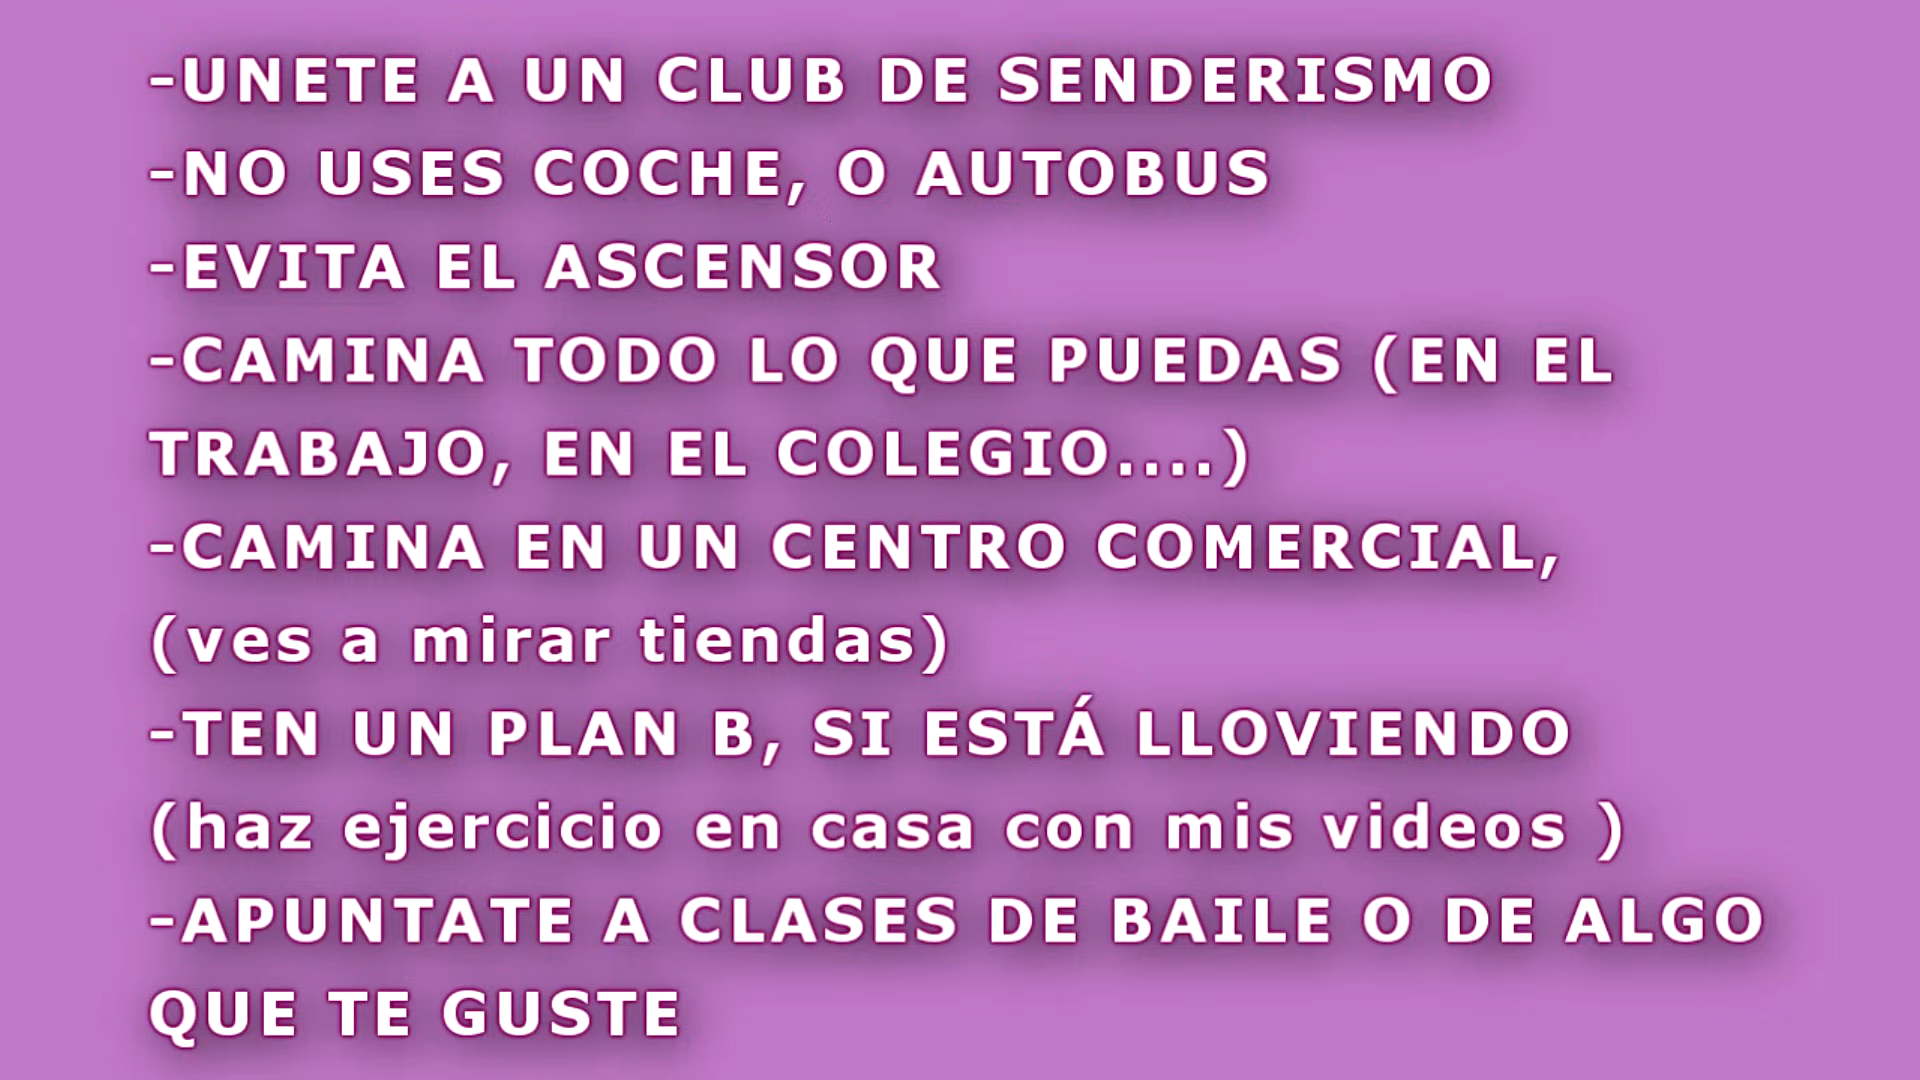 -UNETE A UN CLUB DE SENDERISMO
-NO USES COCHE, O AUTOBUS
-EVITA EL ASCENSOR
-CAMINA TODO LO QUE PUEDAS (EN EL
TRABAJO, EN EL COLEGIO....)
-CAMINA EN UN CENTRO COMERCIAL,
(ves a mirar tiendas)
-TEN UN PLAN B, SI ESTÁ LLOVIENDO
(haz ejercicio en casa con mis videos )
-APUNTATE A CLASES DE BAILE O DE ALGO
QUE TE GUSTE